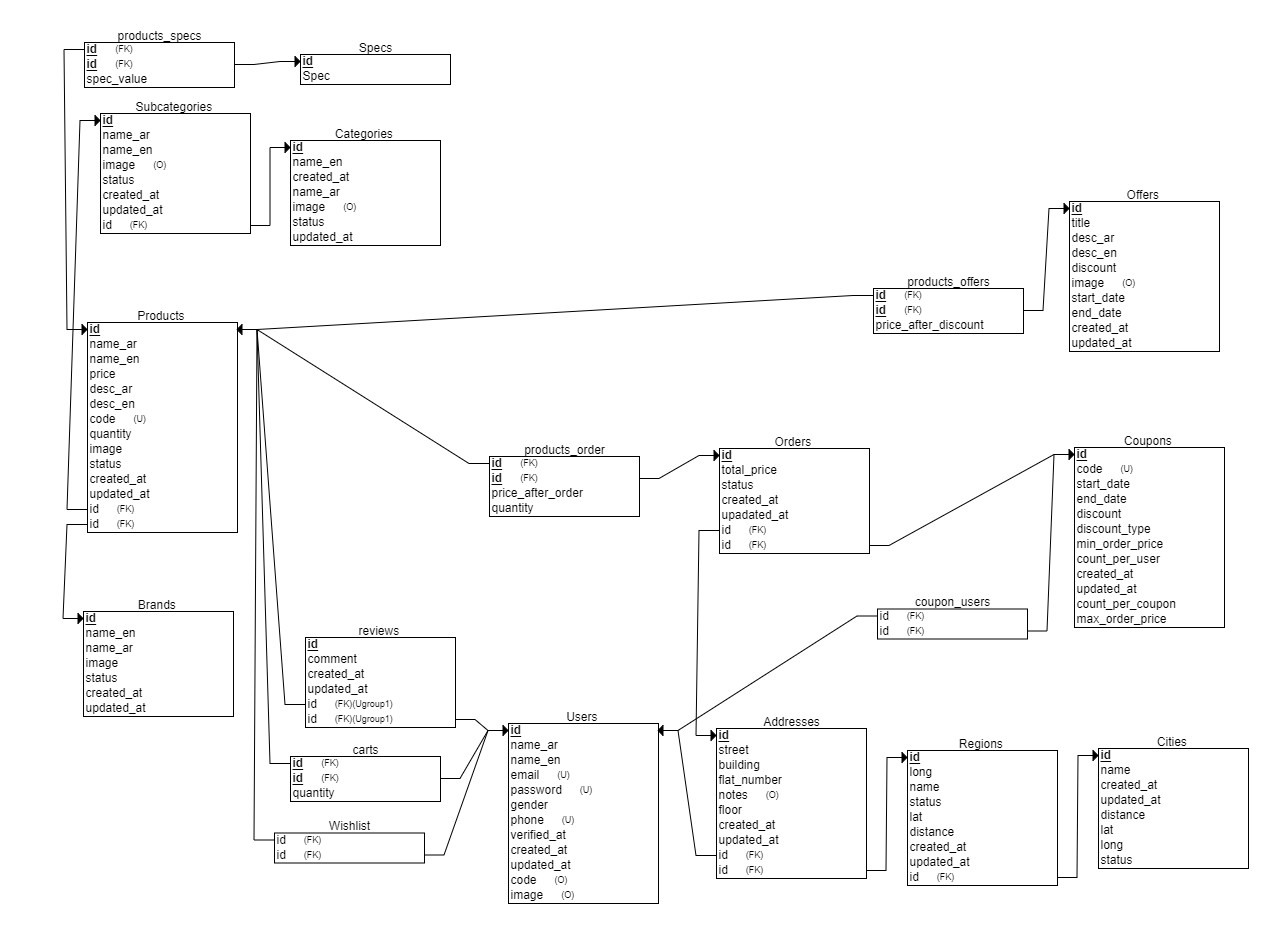 products_specs
id (FK)
id (FK)
spec_value
Specs
id
Spec
Subcategories
id
name_ar
name_en
image (O)
status
created_at
updated_at
id (FK)
Categories
id
name_en
created_at
name_ar
image (O)
status
updated_at
Offers
id
title
desc_ar
desc_en
discount
image (O)
start_date
end_date
created_at
updated_at
products_offers
id (FK)
id (FK)
price_after_discount
Products
id
name_ar
name_en
price
desc_ar
desc_en
code (U)
quantity
image
status
created_at
updated_at
id (FK)
id (FK)
products_order
id (FK)
id (FK)
price_after_order
quantity
Orders
id
total_price
status
created_at
upadated_at
id (FK)
id (FK)
Coupons
id
code (U)
start_date
end_date
discount
discount_type
min_order_price
count_per_user
created_at
updated_at
count_per_coupon
max_order_price
coupon_users
id (FK)
id (FK)
Brands
id
name_en
name_ar
image
status
created_at
updated_at
reviews
id
comment
created_at
updated_at
id (FK)(Ugroup1)
id (FK)(Ugroup1)
carts
id (FK)
id (FK)
quantity
Wishlist
id (FK)
id (FK)
Users
id
name_ar
name_en
email (U)
password (U)
gender
phone (U)
verified_at
created_at
updated_at
code (O)
image (O)
Addresses
id
street
building
flat_number
notes (O)
floor
created_at
updated_at
id (FK)
id (FK)
Regions
id
long
name
status
lat
distance
created_at
updated_at
id (FK)
Cities
id
name
created_at
updated_at
distance
lat
long
status